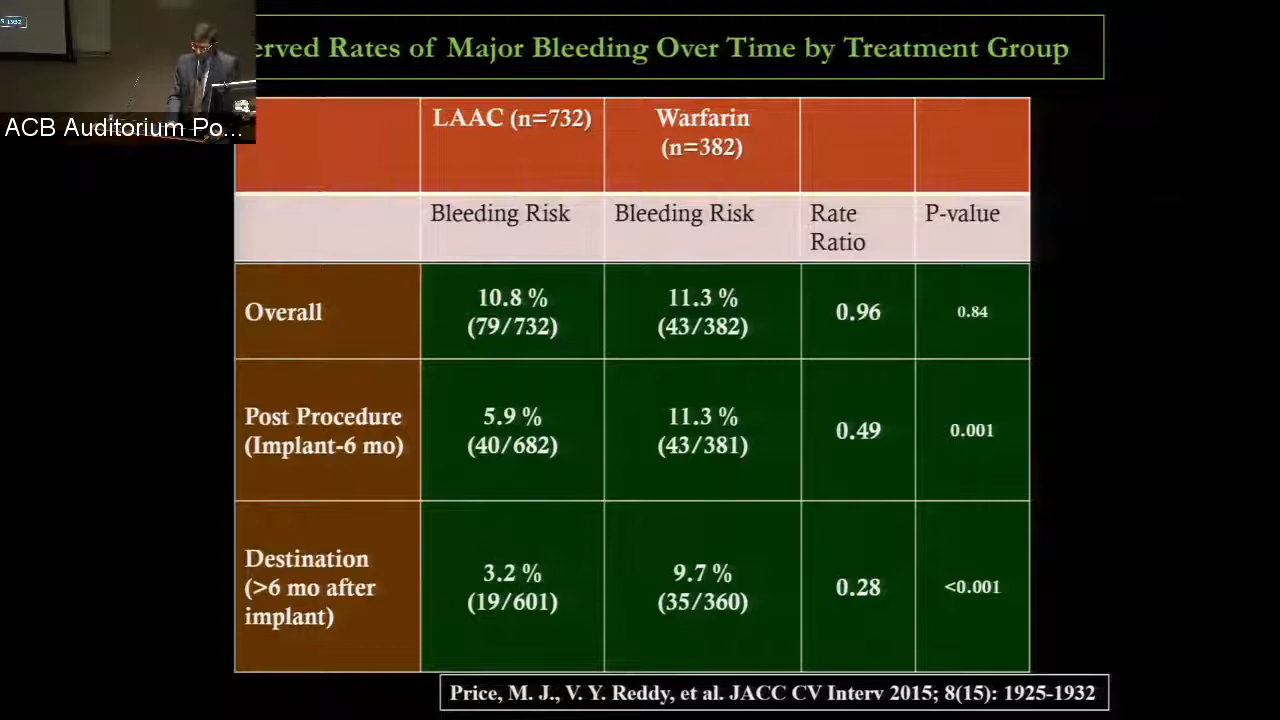 erved Rates of Major Bleeding Over Time by Treatment Group
ACB Auditorium Po...
LAAC (n=732)
Warfarin
(n=382)
Bleeding Risk
Bleeding Risk
Rate
Ratio
P-value
Overall
10.8 %
(79/732)
11.3 %
(43/382)
0.96
0.84
Post Procedure
(Implant-6 mo)
5.9 %
(40/682)
11.3 %
(43/381)
0.49
0.001
Destination
(>6 mo after
implant)
3.2 %
(19/601)
9.7 %
(35/360)
0.28
<0.001
Price, M. J., V. Y. Reddy, et al. JACC CV Interv 2015; 8(15): 1925-1932